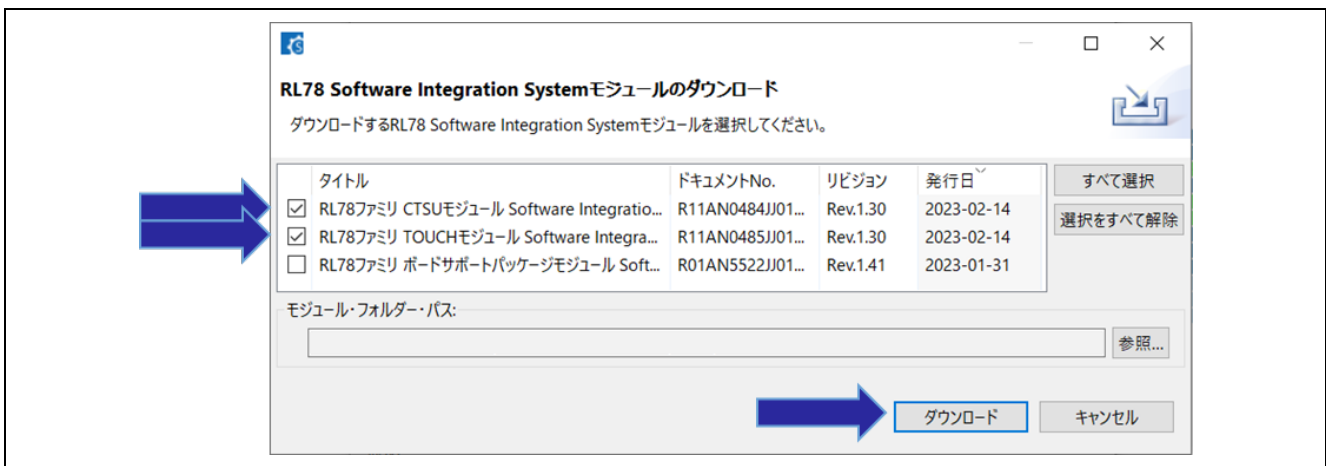 RL78 Software Integration Systemモジュールのダウンロード
ダウンロードするRL78 Software Integration Systemモジュールを選択してください。
タイトル ドキュメントNo. リビジョン 発行日
すべて選択
RL78ファミリ CTSUモジュール Software Integratio... R11AN0484JJ01... Rev.1.30 2023-02-14
選択をすべて解除
RL78ファミリ TOUCHモジュール Software Integra... R11AN0485JJ01... Rev.1.30 2023-02-14
RL78ファミリ ボードサポートパッケージモジュール Soft... R01AN5522JJ01... Rev.1.41 2023-01-31
モジュール・フォルダー・パス:
参照...
ダウンロード キャンセル